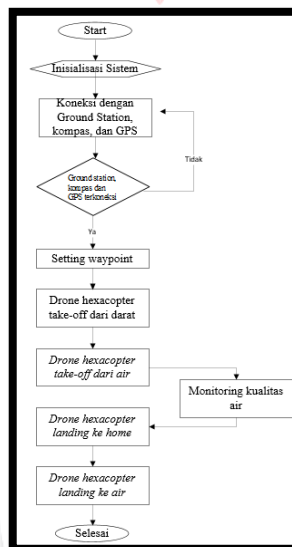 Start
Inisialisasi Sistem
Koneksi dengan
Ground Station,
kompas, dan GPS
Tidak
Ground station,
kompas dan
GPS terkoneksi
Ya
Setting waypoint
Drone hexacopter
take-off dari darat
Drone hexacopter
take-off dari air
Monitoring kualitas
air
Drone hexacopter
landing ke home
Drone hexacopter
landing ke air
Selesai